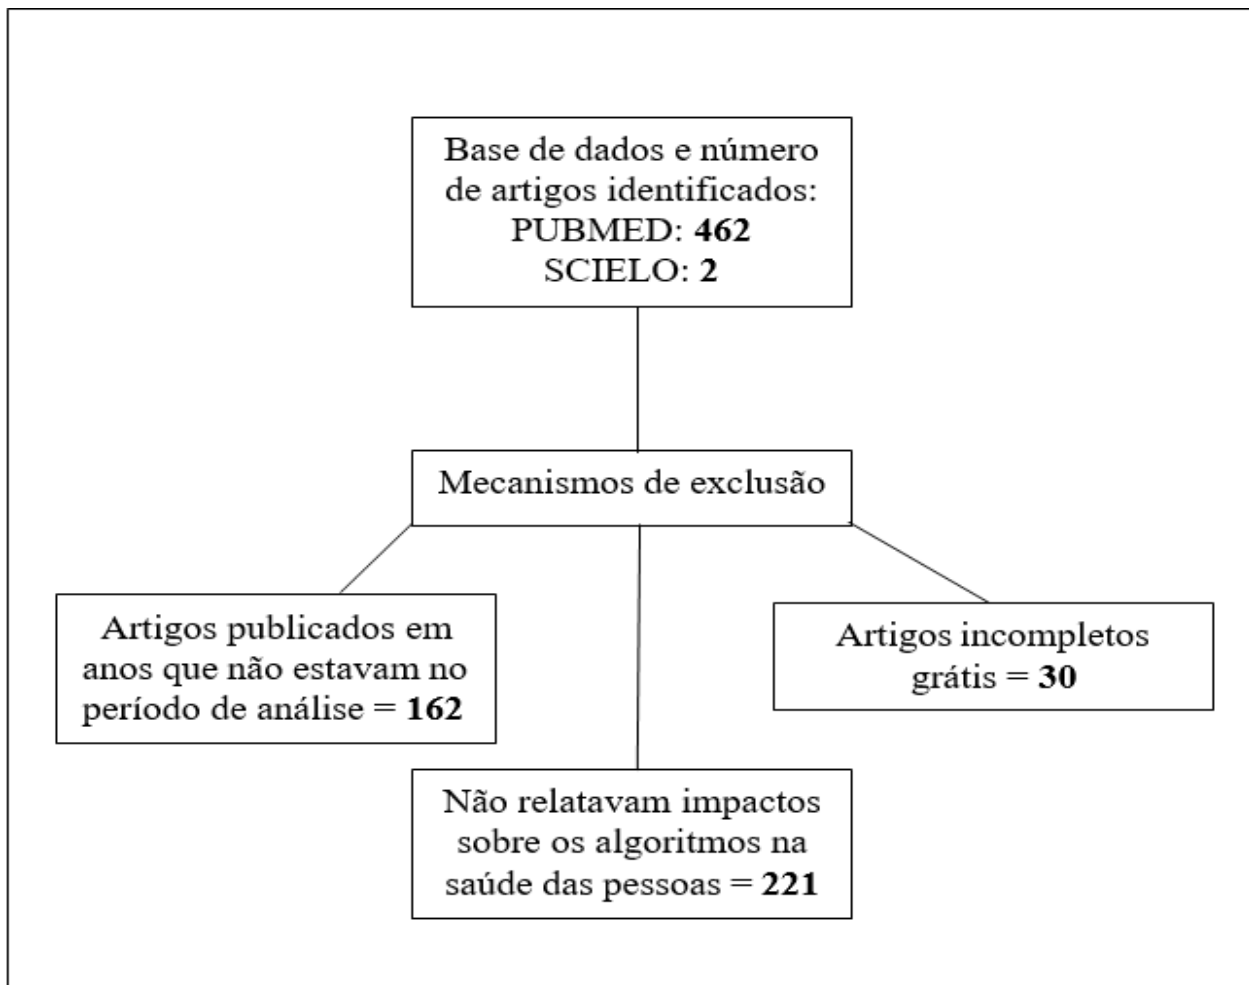 Base de dados e número
de artigos identificados:
PUBMED: 462
SCIELO: 2
Mecanismos de exclusão
Artigos publicados em
anos que não estavam no
período de análise = 162
Artigos incompletos
grátis = 30
Não relatavam impactos
sobre os algoritmos na
saúde das pessoas = 221